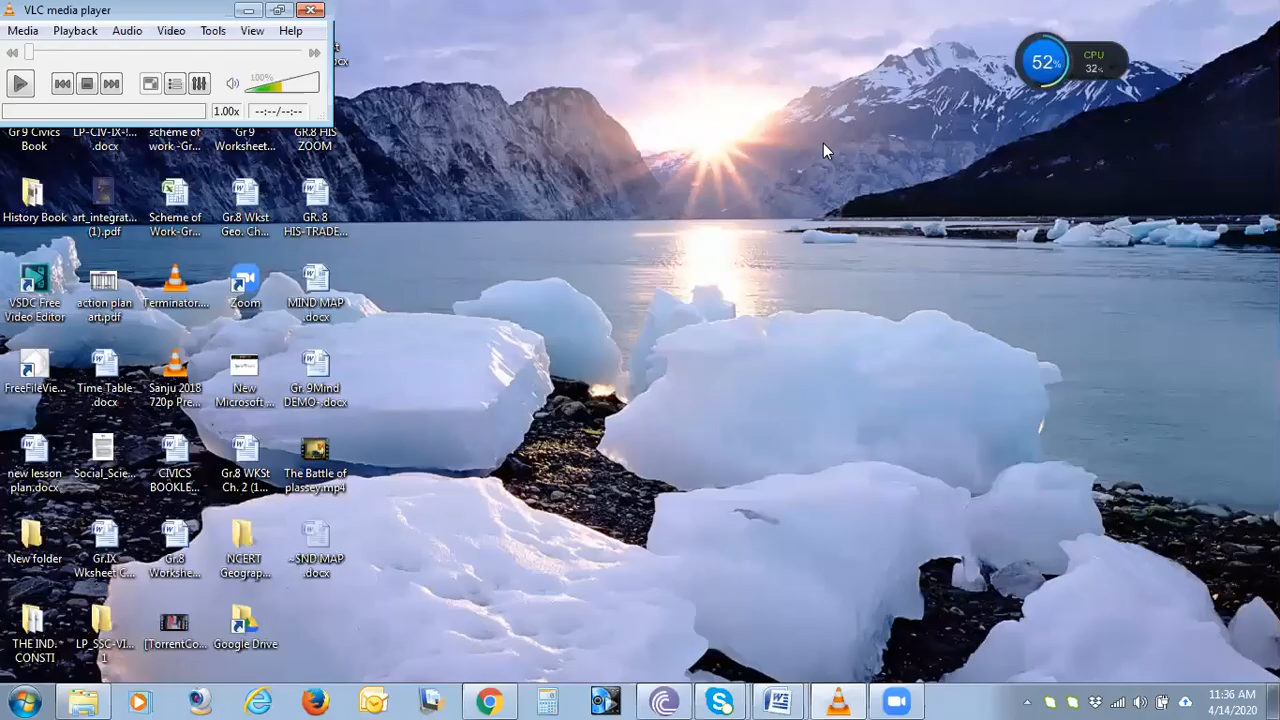 VLC media player
Media Playback Audio Video Tools View Help
100%
1.00x --:--/--:--
52%
CPU
32%
Gr 9 Civics Book
LP-CIV-IX-!... .docx
scheme of work -Gr...
Gr 9 Worksheet...
GR.8 HIS ZOOM
History Book
art_integrat... (1).pdf
Scheme of Work-Gr...
Gr.8 Wkst Geo. Ch...
GR. 8 HIS-TRADE...
VSDC Free Video Editor
action plan art.pdf
Terminator....
Zoom
MIND MAP .docx
FreeFileVie...
Time Table .docx
Sanju 2018 720p Pre...
New Microsoft ...
Gr. 9Mind DEMO-.docx
new lesson plan.docx
Social_Scie...
CIVICS BOOKLE...
Gr.8 WKSt Ch. 2 (1...
The Battle of plassey.mp4
New folder
Gr.IX Wksheet C...
Gr.8 Workshe...
NCERT Geograp...
~SND MAP .docx
THE IND. CONSTI
LP_SSC-VI... 1
[TorrentCo...
Google Drive
11:36 AM
4/14/2020